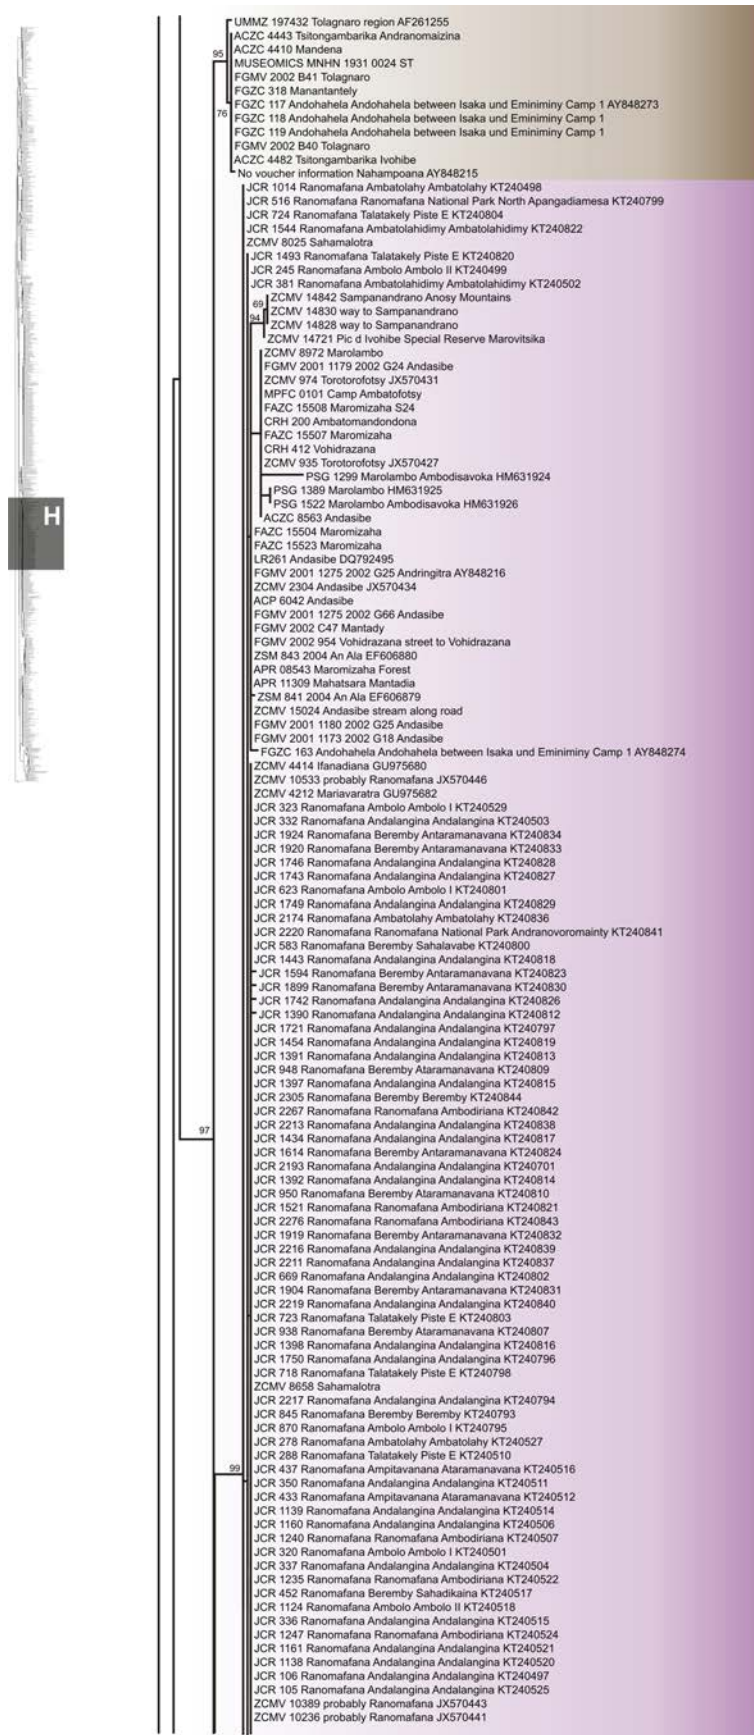 UMMZ 197432 Tolagnaro region AF261255
ACZC 4443 Tsitongambarika Andranomaizina
95
ACZC 4410 Mandena
MUSEOMICS MNHN 1931 0024 ST
FGMV 2002 B41 Tolagnaro
FGZC 318 Manantantely
FGZC 117 Andohahela Andohahela between Isaka und Eminiminy Camp 1 AY848273
76
FGZC 118 Andohahela Andohahela between Isaka und Eminiminy Camp 1
FGZC 119 Andohahela Andohahela between Isaka und Eminiminy Camp 1
FGMV 2002 B40 Tolagnaro
ACZC 4482 Tsitongambarika Ivohibe
No voucher information Nahampoana AY848215
JCR 1014 Ranomafana Ambatolahy Ambatolahy KT240498
JCR 516 Ranomafana Ranomafana National Park North Apangadiamesa KT240799
JCR 724 Ranomafana Talatakely Piste E KT240804
JCR 1544 Ranomafana Ambatolahidimy Ambatolahidimy KT240822
ZCMV 8025 Sahamalotra
JCR 1493 Ranomafana Talatakely Piste E KT240820
JCR 245 Ranomafana Ambolo Ambolo II KT240499
JCR 381 Ranomafana Ambatolahidimy Ambatolahidimy KT240502
69
ZCMV 14842 Sampanandrano Anosy Mountains
94
ZCMV 14830 way to Sampanandrano
ZCMV 14828 way to Sampanandrano
ZCMV 14721 Pic d Ivohibe Special Reserve Marovitsika
ZCMV 8972 Marolambo
FGMV 2001 1179 2002 G24 Andasibe
ZCMV 974 Torotorofotsy JX570431
MPFC 0101 Camp Ambatofotsy
FAZC 15508 Maromizaha S24
CRH 200 Ambatomandondona
FAZC 15507 Maromizaha
CRH 412 Vohidrazana
ZCMV 935 Torotorofotsy JX570427
PSG 1299 Marolambo Ambodisavoka HM631924
PSG 1389 Marolambo HM631925
PSG 1522 Marolambo Ambodisavoka HM631926
H
ACZC 8563 Andasibe
FAZC 15504 Maromizaha
FAZC 15523 Maromizaha
LR261 Andasibe DQ792495
FGMV 2001 1275 2002 G25 Andringitra AY848216
ZCMV 2304 Andasibe JX570434
ACP 6042 Andasibe
FGMV 2001 1275 2002 G66 Andasibe
FGMV 2002 C47 Mantady
FGMV 2002 954 Vohidrazana street to Vohidrazana
ZSM 843 2004 An Ala EF606880
APR 08543 Maromizaha Forest
APR 11309 Mahatsara Mantadia
ZSM 841 2004 An Ala EF606879
ZCMV 15024 Andasibe stream along road
FGMV 2001 1180 2002 G25 Andasibe
FGMV 2001 1173 2002 G18 Andasibe
FGZC 163 Andohahela Andohahela between Isaka und Eminiminy Camp 1 AY848274
ZCMV 4414 Ifanadiana GU975680
ZCMV 10533 probably Ranomafana JX570446
ZCMV 4212 Mariavaratra GU975682
JCR 323 Ranomafana Ambolo Ambolo I KT240529
JCR 332 Ranomafana Andalangina Andalangina KT240503
JCR 1924 Ranomafana Beremby Antaramanavana KT240834
JCR 1920 Ranomafana Beremby Antaramanavana KT240833
JCR 1746 Ranomafana Andalangina Andalangina KT240828
JCR 1743 Ranomafana Andalangina Andalangina KT240827
JCR 623 Ranomafana Ambolo Ambolo I KT240801
JCR 1749 Ranomafana Andalangina Andalangina KT240829
JCR 2174 Ranomafana Ambatolahy Ambatolahy KT240836
JCR 2220 Ranomafana Ranomafana National Park Andranovoromainty KT240841
JCR 583 Ranomafana Beremby Sahalavabe KT240800
JCR 1443 Ranomafana Andalangina Andalangina KT240818
JCR 1594 Ranomafana Beremby Antaramanavana KT240823
JCR 1899 Ranomafana Beremby Antaramanavana KT240830
JCR 1742 Ranomafana Andalangina Andalangina KT240826
JCR 1390 Ranomafana Andalangina Andalangina KT240812
JCR 1721 Ranomafana Andalangina Andalangina KT240797
JCR 1454 Ranomafana Andalangina Andalangina KT240819
JCR 1391 Ranomafana Andalangina Andalangina KT240813
JCR 948 Ranomafana Beremby Ataramanavana KT240809
JCR 1397 Ranomafana Andalangina Andalangina KT240815
JCR 2305 Ranomafana Beremby Beremby KT240844
JCR 2267 Ranomafana Ranomafana Ambodiriana KT240842
JCR 2213 Ranomafana Andalangina Andalangina KT240838
97
JCR 1434 Ranomafana Andalangina Andalangina KT240817
JCR 1614 Ranomafana Beremby Antaramanavana KT240824
JCR 2193 Ranomafana Andalangina Andalangina KT240701
JCR 1392 Ranomafana Andalangina Andalangina KT240814
JCR 950 Ranomafana Beremby Ataramanavana KT240810
JCR 1521 Ranomafana Ranomafana Ambodiriana KT240821
JCR 2276 Ranomafana Ranomafana Ambodiriana KT240843
JCR 1919 Ranomafana Beremby Antaramanavana KT240832
JCR 2216 Ranomafana Andalangina Andalangina KT240839
JCR 2211 Ranomafana Andalangina Andalangina KT240837
JCR 669 Ranomafana Andalangina Andalangina KT240802
JCR 1904 Ranomafana Beremby Antaramanavana KT240831
JCR 2219 Ranomafana Andalangina Andalangina KT240840
JCR 723 Ranomafana Talatakely Piste E KT240803
JCR 938 Ranomafana Beremby Ataramanavana KT240807
JCR 1398 Ranomafana Andalangina Andalangina KT240816
JCR 1750 Ranomafana Andalangina Andalangina KT240796
JCR 718 Ranomafana Talatakely Piste E KT240798
ZCMV 8658 Sahamalotra
JCR 2217 Ranomafana Andalangina Andalangina KT240794
JCR 845 Ranomafana Beremby Beremby KT240793
JCR 870 Ranomafana Ambolo Ambolo I KT240795
JCR 278 Ranomafana Ambatolahy Ambatolahy KT240527
JCR 288 Ranomafana Talatakely Piste E KT240510
99
JCR 437 Ranomafana Ampitavanana Ataramanavana KT240516
JCR 350 Ranomafana Andalangina Andalangina KT240511
JCR 433 Ranomafana Ampitavanana Ataramanavana KT240512
JCR 1139 Ranomafana Andalangina Andalangina KT240514
JCR 1160 Ranomafana Andalangina Andalangina KT240506
JCR 1240 Ranomafana Ranomafana Ambodiriana KT240507
JCR 320 Ranomafana Ambolo Ambolo I KT240501
JCR 337 Ranomafana Andalangina Andalangina KT240504
JCR 1235 Ranomafana Ranomafana Ambodiriana KT240522
JCR 452 Ranomafana Beremby Sahadikaina KT240517
JCR 1124 Ranomafana Ambolo Ambolo II KT240518
JCR 336 Ranomafana Andalangina Andalangina KT240515
JCR 1247 Ranomafana Ranomafana Ambodiriana KT240524
JCR 1161 Ranomafana Andalangina Andalangina KT240521
JCR 1138 Ranomafana Andalangina Andalangina KT240520
JCR 106 Ranomafana Andalangina Andalangina KT240497
JCR 105 Ranomafana Andalangina Andalangina KT240525
ZCMV 10389 probably Ranomafana JX570443
ZCMV 10236 probably Ranomafana JX570441